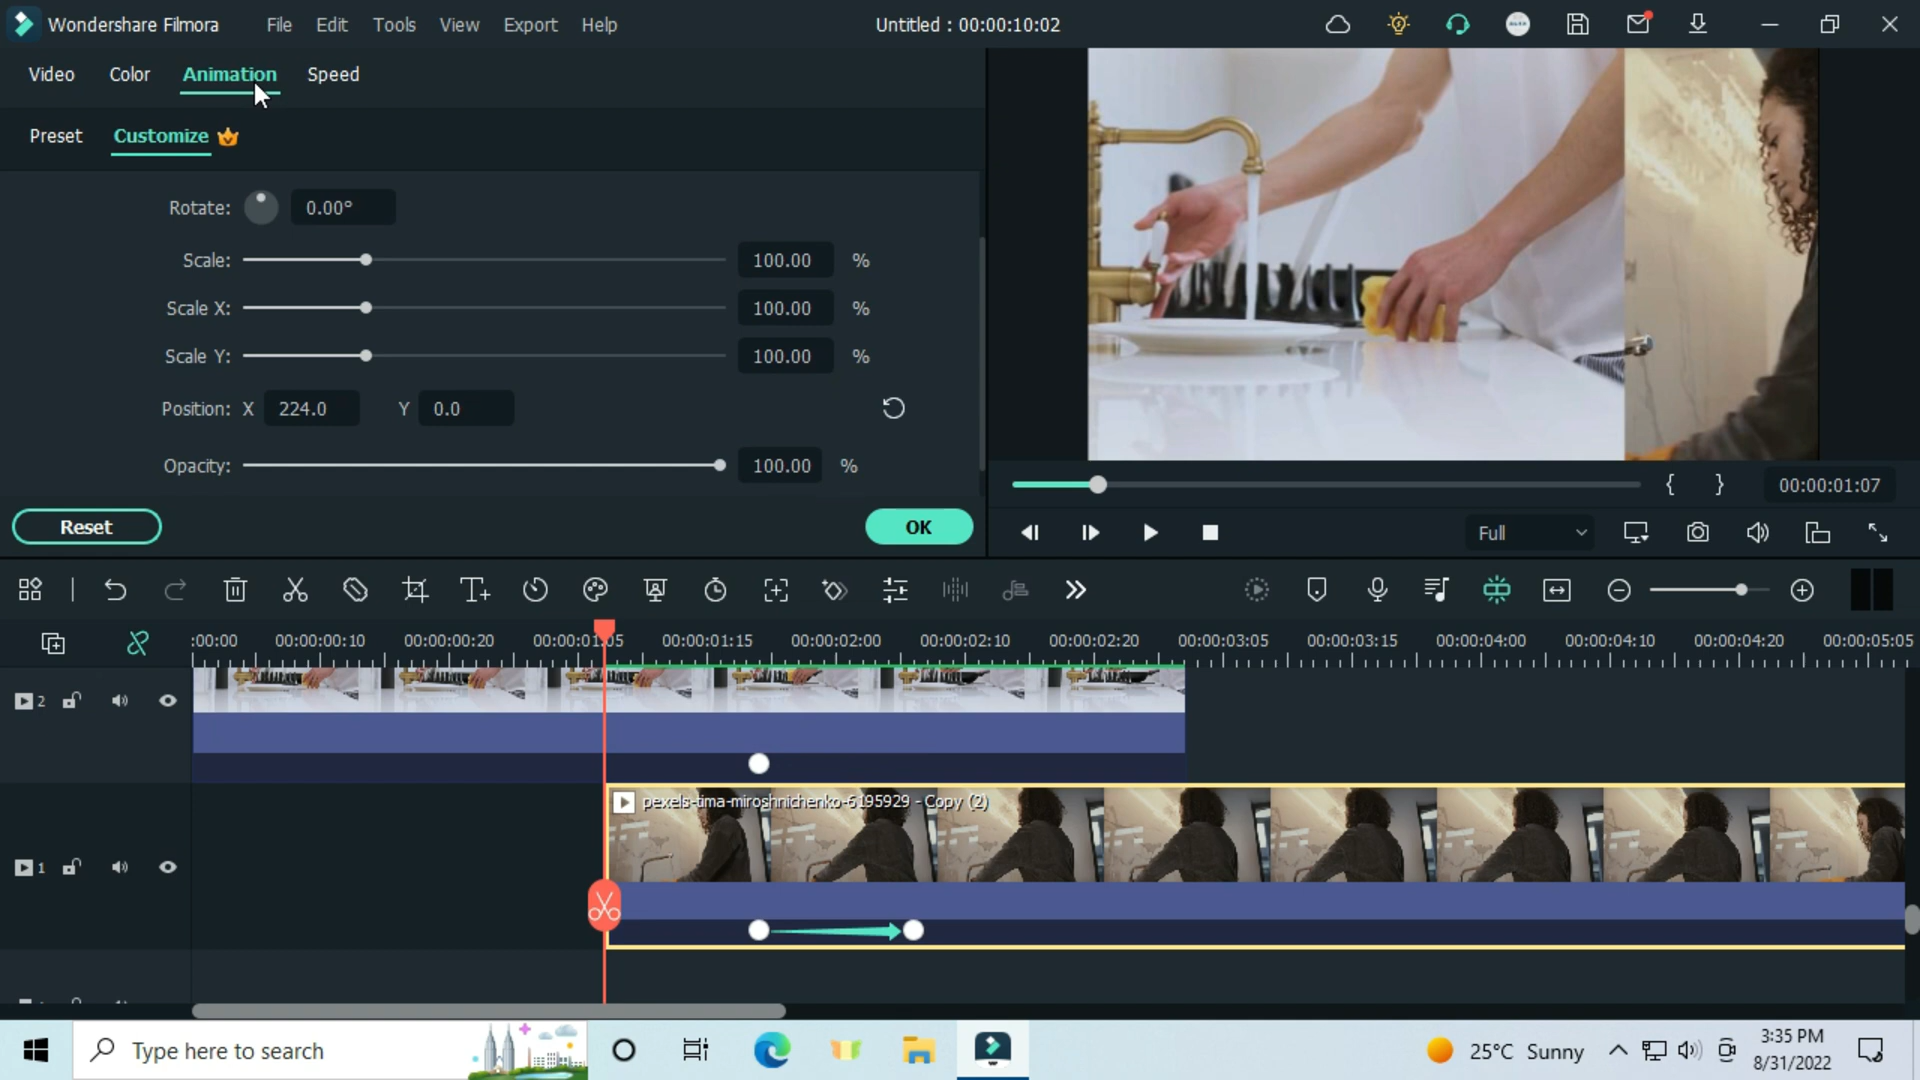 Wondershare Filmora File Edit Tools View Export Help Untitled : 00:00:10:02
Video Color Animation Speed
Preset Customize
Rotate: 0.00°
Scale: 100.00 %
Scale X: 100.00 %
Scale Y: 100.00 %
Position: X 224.0 Y 0.0
Opacity: 100.00 %
Reset OK
{ } 00:00:01:07
Full
:00:00 00:00:00:10 00:00:00:20 00:00:01:05 00:00:01:15 00:00:02:00 00:00:02:10 00:00:02:20 00:00:03:05 00:00:03:15 00:00:04:00 00:00:04:10 00:00:04:20 00:00:05:05
2
pexels-tima-miroshnichenko-6195929 - Copy (2)
1
Type here to search
25°C Sunny
3:35 PM
8/31/2022